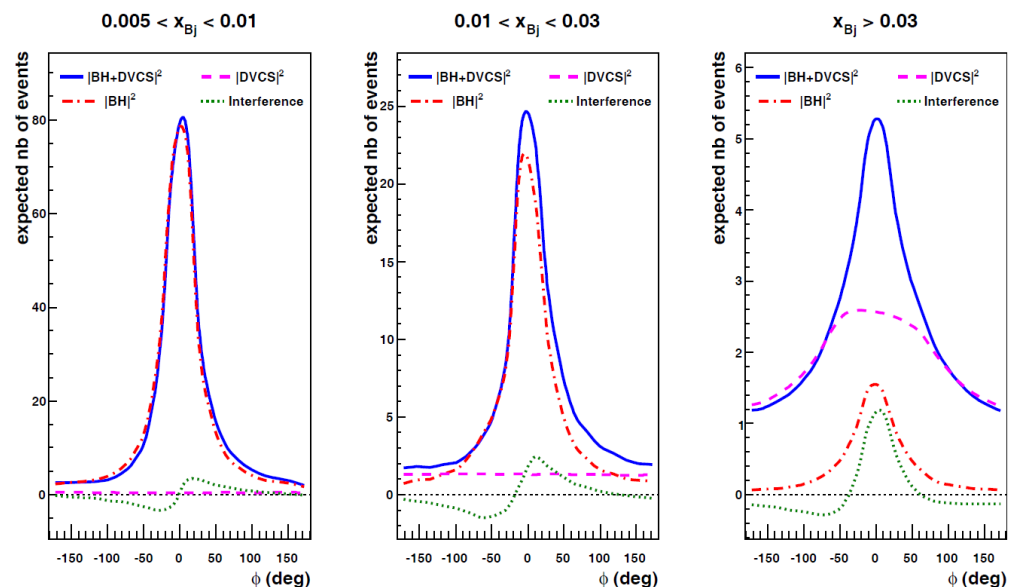 0.005 < x_Bj < 0.01
expected nb of events
|BH+DVCS|²
|DVCS|²
|BH|²
Interference
80
60
40
20
0
-150 -100 -50 0 50 100 150
ϕ (deg)
0.01 < x_Bj < 0.03
expected nb of events
|BH+DVCS|²
|DVCS|²
|BH|²
Interference
25
20
15
10
5
0
-150 -100 -50 0 50 100 150
ϕ (deg)
x_Bj > 0.03
expected nb of events
|BH+DVCS|²
|DVCS|²
|BH|²
Interference
6
5
4
3
2
1
0
-150 -100 -50 0 50 100 150
ϕ (deg)